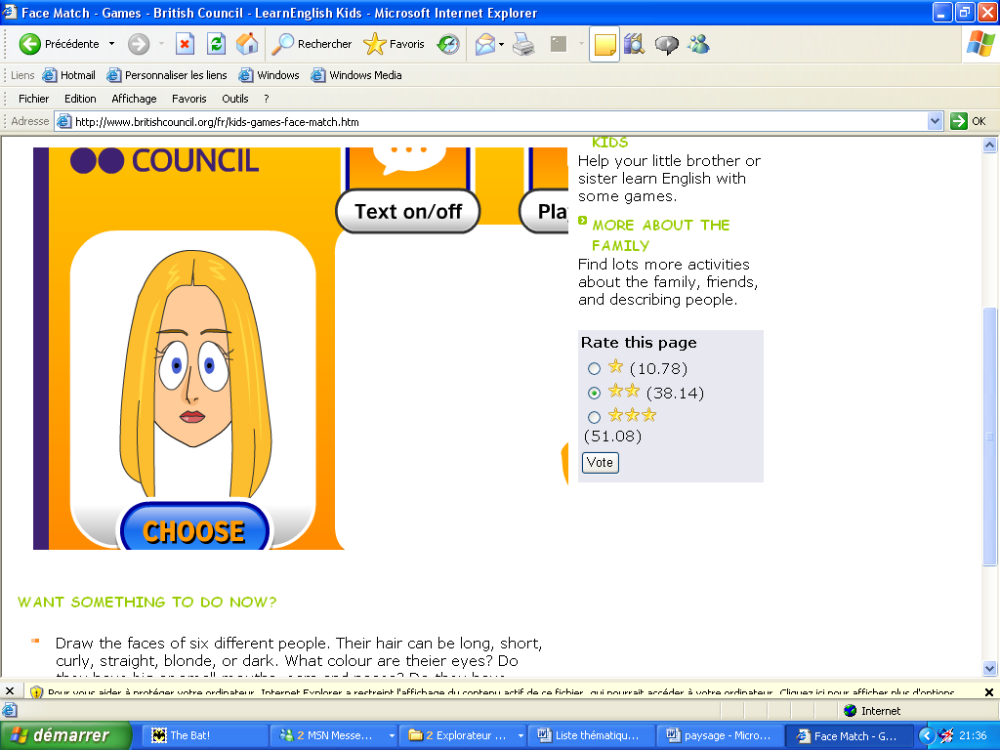 Face Match - Games - British Council - LearnEnglish Kids - Microsoft Internet Explorer
Précédente
Rechercher
Favoris
Liens
Hotmail
Personnaliser les liens
Windows
Windows Media
Fichier
Edition
Affichage
Favoris
Outils
?
Adresse
http://www.britishcouncil.org/fr/kids-games-face-match.htm
OK
COUNCIL
Text on/off
Pla
CHOOSE
KIDS
Help your little brother or
sister learn English with
some games.
MORE ABOUT THE
FAMILY
Find lots more activities
about the family, friends,
and describing people.
Rate this page
(10.78)
(38.14)
(51.08)
Vote
WANT SOMETHING TO DO NOW?
Draw the faces of six different people. Their hair can be long, short,
curly, straight, blonde, or dark. What colour are theier eyes? Do
they have big or small mouths, ears and noses? Do they have
Pour vous aider à protéger votre ordinateur, Internet Explorer a restreint l'affichage du contenu actif de ce fichier, qui pourrait accéder à votre ordinateur. Cliquez ici pour afficher plus d'options.
Internet
démarrer
The Bat!
2 MSN Messe...
2 Explorateur ...
Liste thématiqu...
paysage - Micro...
Face Match - G...
21:36